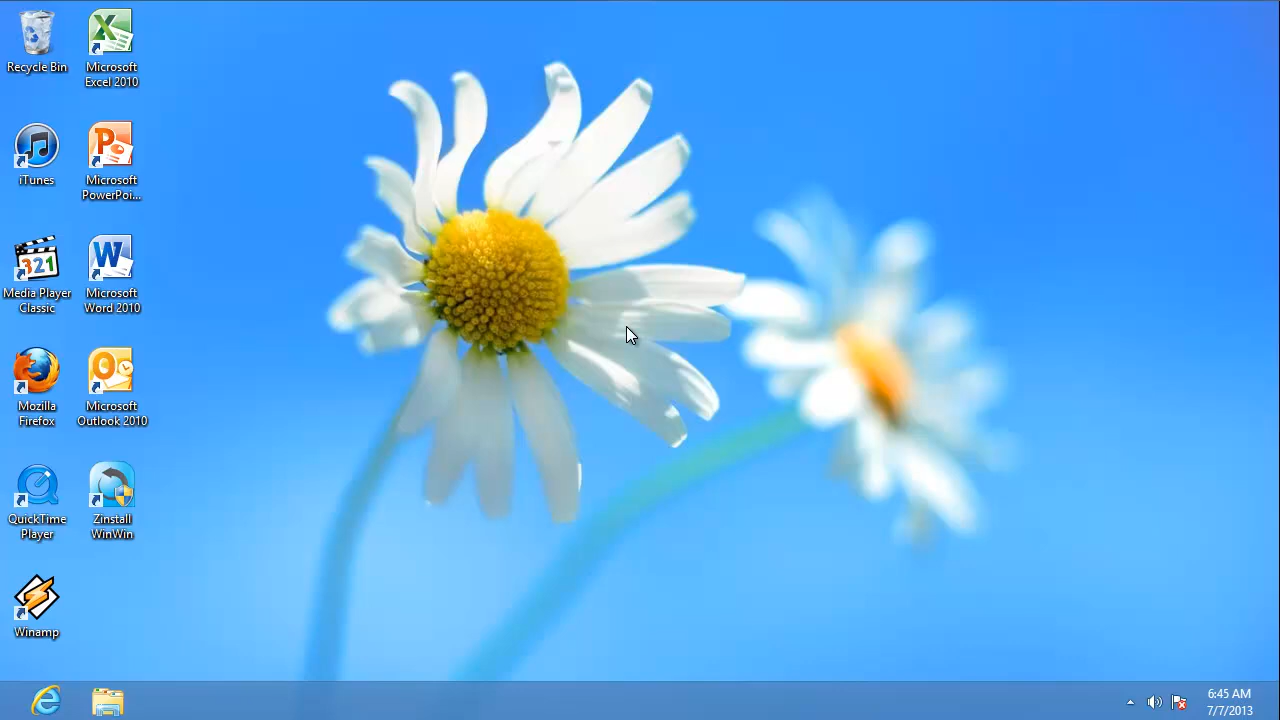 Recycle Bin
Microsoft
Excel 2010
iTunes
Microsoft
PowerPoi...
321
Media Player
Classic
Microsoft
Word 2010
Mozilla
Firefox
Microsoft
Outlook 2010
QuickTime
Player
Zinstall
WinWin
Winamp
6:45 AM
7/7/2013